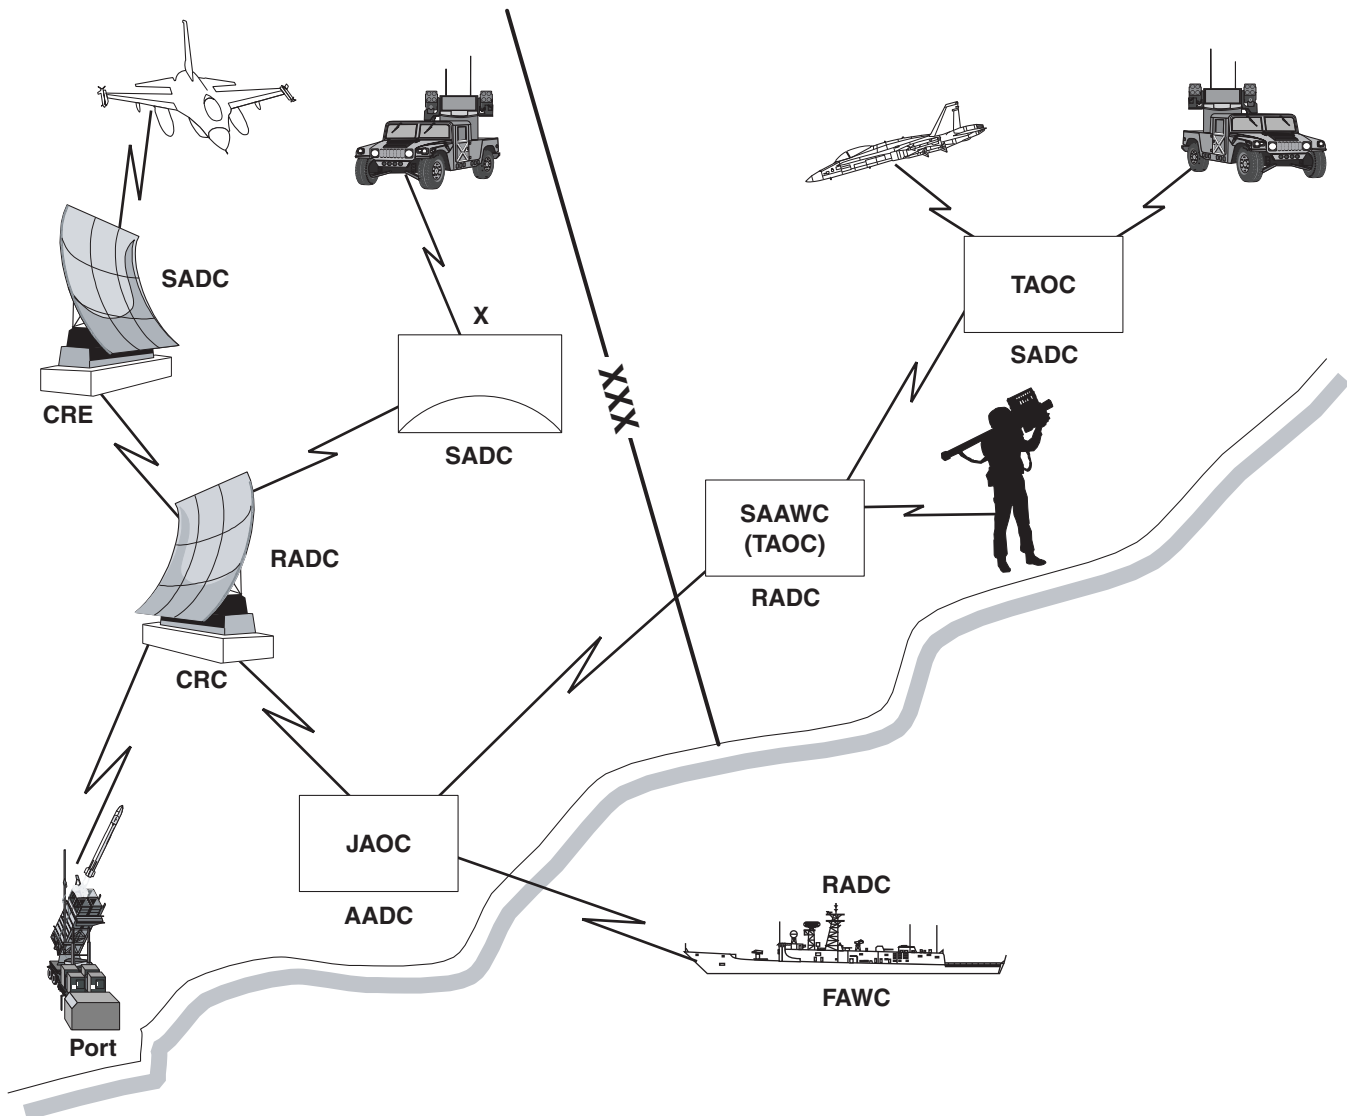 SADC
X
TAOC
SADC
XXX
CRE
SADC
SAAWC
(TAOC)
RADC
RADC
CRC
JAOC
AADC
RADC
FAWC
Port